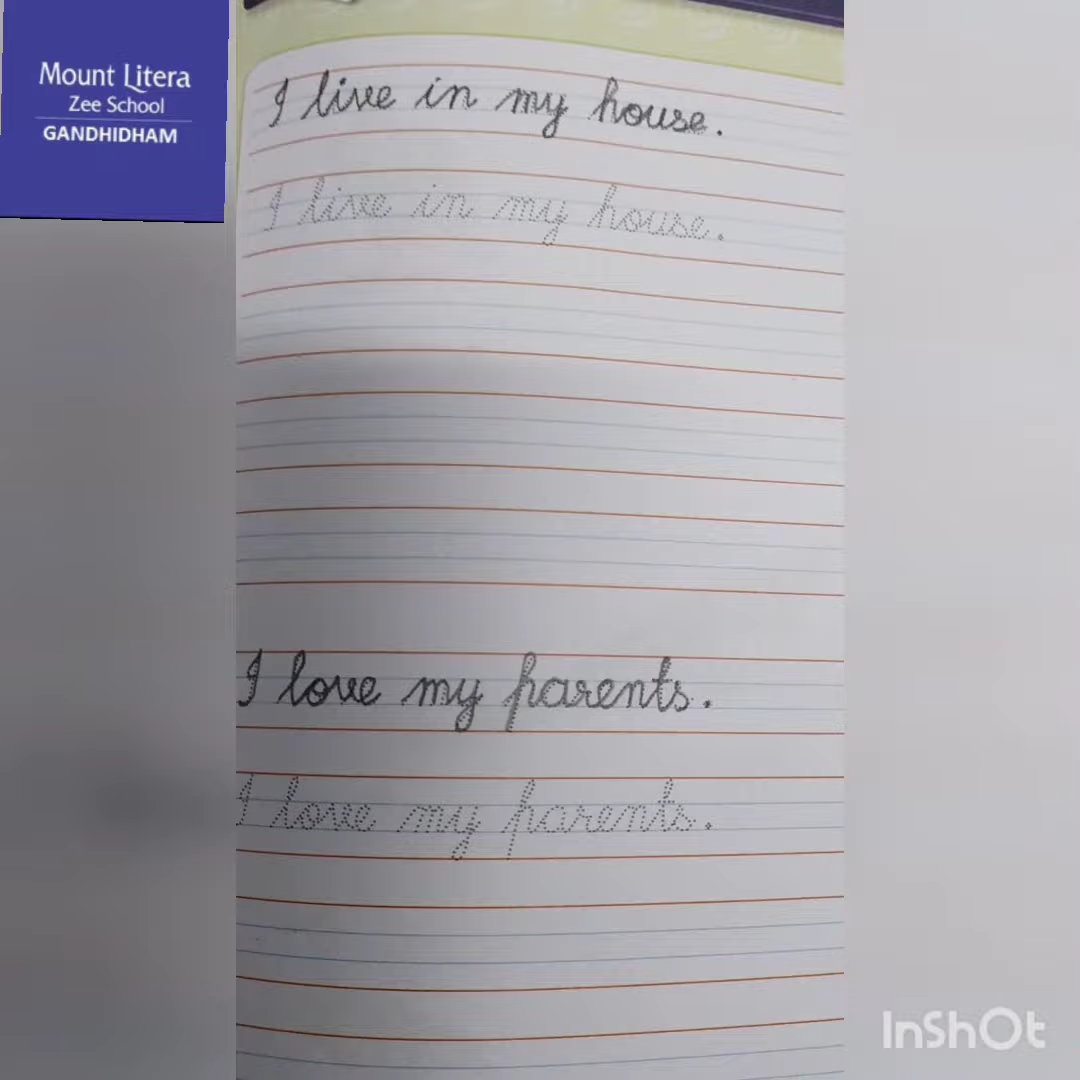 Mount Litera
Zee School
GANDHIDHAM
I live in my house.
I live in my house.
I love my parents.
I love my parents.
InShOt